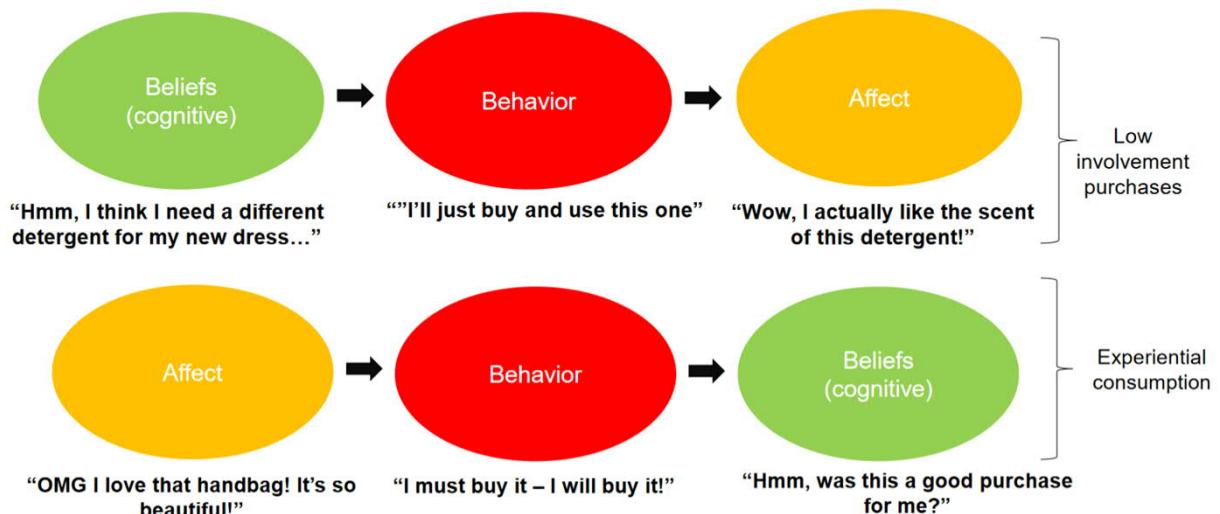 Beliefs
(cognitive)
Behavior
Affect
Low
involvement
purchases
“Hmm, I think I need a different
detergent for my new dress…”
“”I’ll just buy and use this one”
“Wow, I actually like the scent
of this detergent!”
Affect
Behavior
Beliefs
(cognitive)
Experiential
consumption
“OMG I love that handbag! It’s so
beautiful!”
“I must buy it – I will buy it!”
“Hmm, was this a good purchase
for me?”